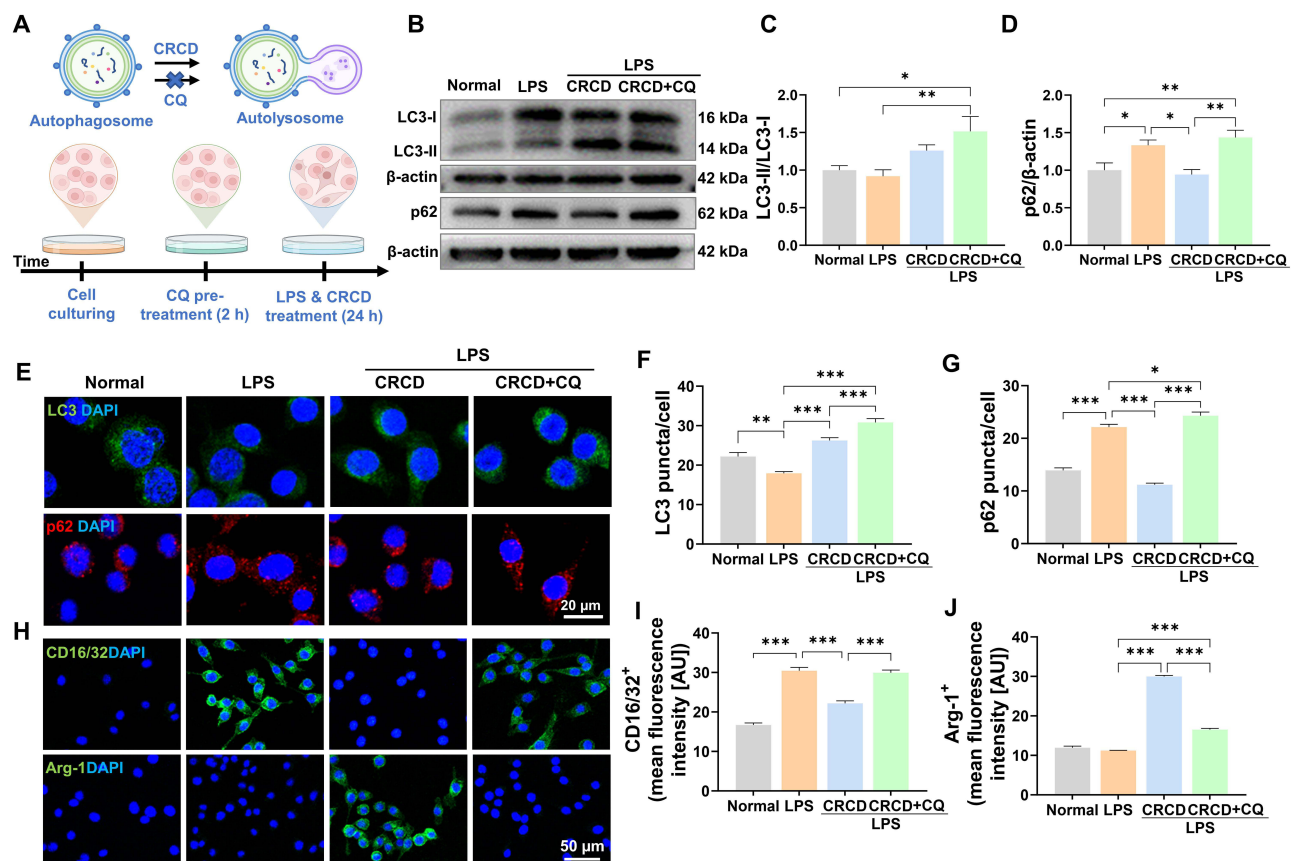 A
CRCD
CQ
Autophagosome
Autolysosome
Time
Cell
culturing
CQ pre-
treatment (2 h)
LPS & CRCD
treatment (24 h)
B
LPS
Normal LPS CRCD CRCD+CQ
LC3-I 16 kDa
LC3-II 14 kDa
β-actin 42 kDa
p62 62 kDa
β-actin 42 kDa
C
LC3-II/LC3-I
2.0
1.5
1.0
0.5
0.0
*
**
Normal LPS CRCD CRCD+CQ
LPS
D
p62/β-actin
2.0
1.5
1.0
0.5
0.0
**
* * **
Normal LPS CRCD CRCD+CQ
LPS
E
LPS
Normal LPS CRCD CRCD+CQ
LC3 DAPI
p62 DAPI
20 μm
F
LC3 puncta/cell
40
30
20
10
0
***
** *** ***
Normal LPS CRCD CRCD+CQ
LPS
G
p62 puncta/cell
30
20
10
0
*
*** *** ***
Normal LPS CRCD CRCD+CQ
LPS
H
CD16/32DAPI
Arg-1DAPI
50 μm
I
CD16/32+
(mean fluorescence
intensity [AU])
40
30
20
10
0
*** *** ***
Normal LPS CRCD CRCD+CQ
LPS
J
Arg-1+
(mean fluorescence
intensity [AU])
40
30
20
10
0
***
*** ***
Normal LPS CRCD CRCD+CQ
LPS